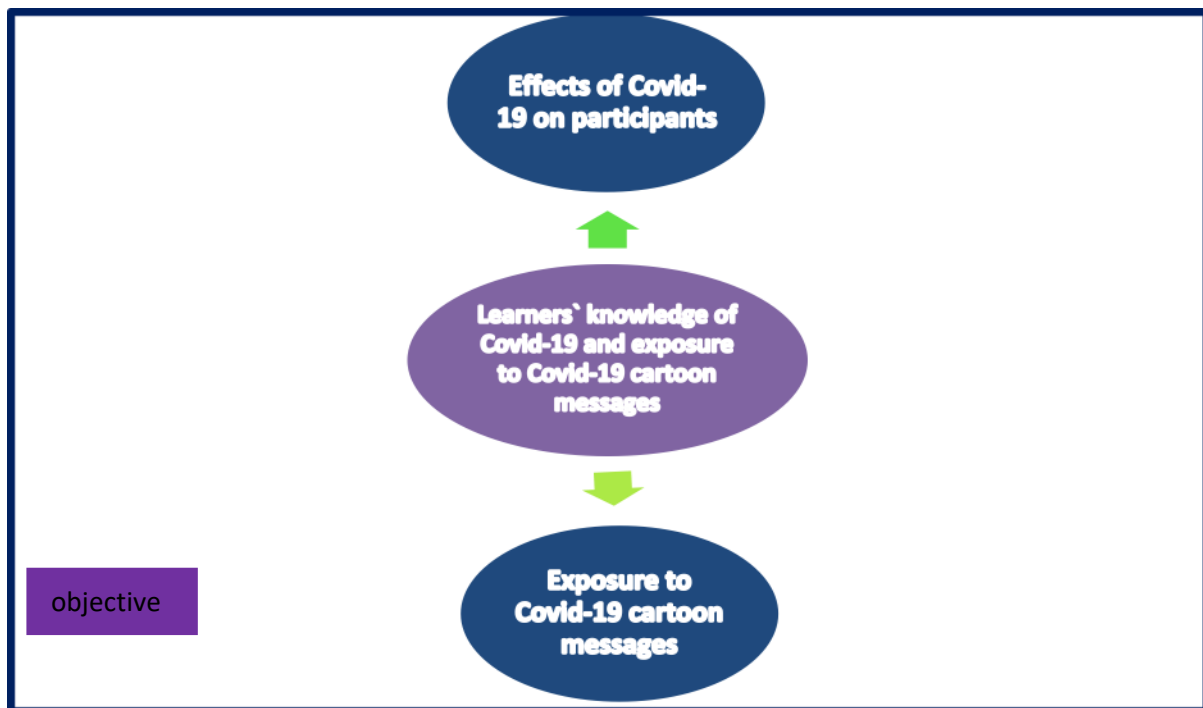 Effects of Covid-
19 on participants
Learners` knowledge of
Covid-19 and exposure
to Covid-19 cartoon
messages
Exposure to
Covid-19 cartoon
messages
objective